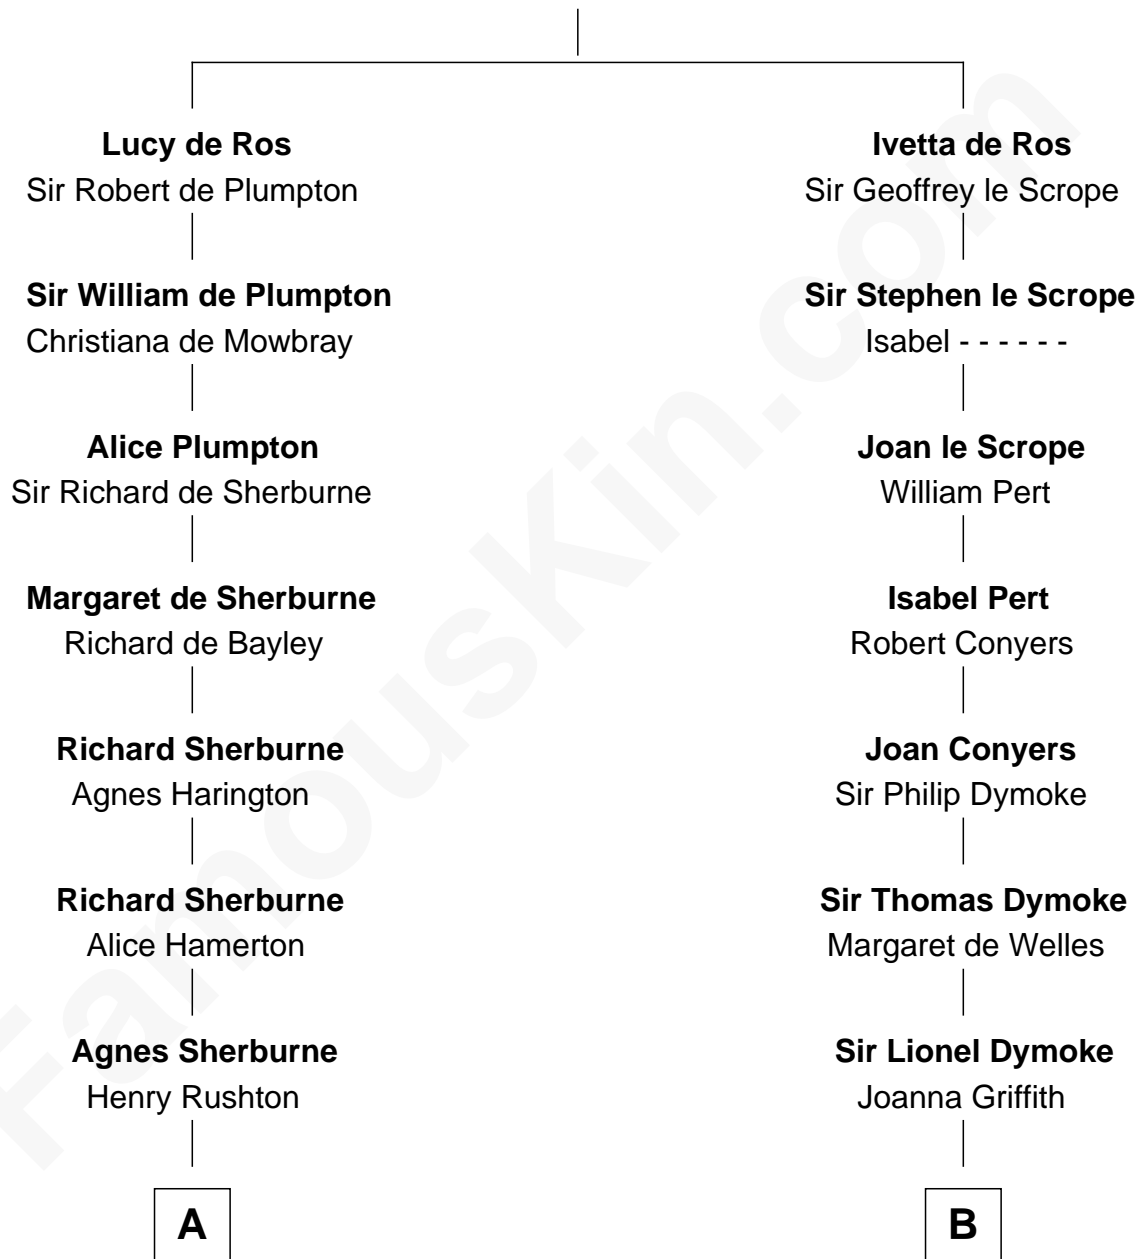 Lucy de Ros
Sir Robert de Plumpton
Sir William de Plumpton
Christiana de Mowbray
Alice Plumpton
Sir Richard de Sherburne
Margaret de Sherburne
Richard de Bayley
Richard Sherburne
Agnes Harington
Richard Sherburne
Alice Hamerton
Agnes Sherburne
Henry Rushton
A
Ivetta de Ros
Sir Geoffrey le Scrope
Sir Stephen le Scrope
Isabel - - - - - -
Joan le Scrope
William Pert
Isabel Pert
Robert Conyers
Joan Conyers
Sir Philip Dymoke
Sir Thomas Dymoke
Margaret de Welles
Sir Lionel Dymoke
Joanna Griffith
B
FamousKin.com